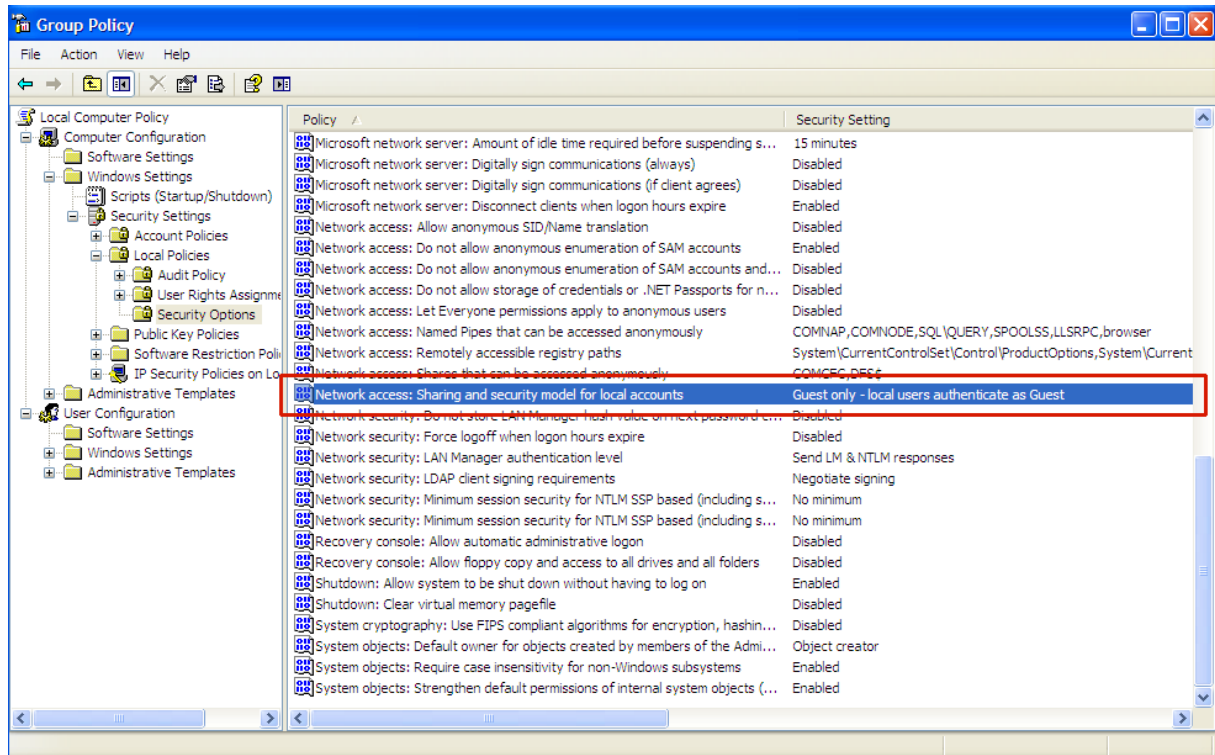 Group Policy
File Action View Help
Local Computer Policy
Computer Configuration
Software Settings
Windows Settings
Scripts (Startup/Shutdown)
Security Settings
Account Policies
Local Policies
Audit Policy
User Rights Assignme
Security Options
Public Key Policies
Software Restriction Poli
IP Security Policies on Lo
Administrative Templates
User Configuration
Software Settings
Windows Settings
Administrative Templates
Policy Security Setting
Microsoft network server: Amount of idle time required before suspending s... 15 minutes
Microsoft network server: Digitally sign communications (always) Disabled
Microsoft network server: Digitally sign communications (if client agrees) Disabled
Microsoft network server: Disconnect clients when logon hours expire Enabled
Network access: Allow anonymous SID/Name translation Disabled
Network access: Do not allow anonymous enumeration of SAM accounts Enabled
Network access: Do not allow anonymous enumeration of SAM accounts and... Disabled
Network access: Do not allow storage of credentials or .NET Passports for n... Disabled
Network access: Let Everyone permissions apply to anonymous users Disabled
Network access: Named Pipes that can be accessed anonymously COMNAP,COMNODE,SQL\QUERY,SPOOLSS,LLSRPC,browser
Network access: Remotely accessible registry paths System\CurrentControlSet\Control\ProductOptions,System\Current
Network access: Shares that can be accessed anonymously COMCFG,DFS$
Network access: Sharing and security model for local accounts Guest only - local users authenticate as Guest
Network security: Do not store LAN Manager hash value on next password c... Disabled
Network security: Force logoff when logon hours expire Disabled
Network security: LAN Manager authentication level Send LM & NTLM responses
Network security: LDAP client signing requirements Negotiate signing
Network security: Minimum session security for NTLM SSP based (including s... No minimum
Network security: Minimum session security for NTLM SSP based (including s... No minimum
Recovery console: Allow automatic administrative logon Disabled
Recovery console: Allow floppy copy and access to all drives and all folders Disabled
Shutdown: Allow system to be shut down without having to log on Enabled
Shutdown: Clear virtual memory pagefile Disabled
System cryptography: Use FIPS compliant algorithms for encryption, hashin... Disabled
System objects: Default owner for objects created by members of the Admi... Object creator
System objects: Require case insensitivity for non-Windows subsystems Enabled
System objects: Strengthen default permissions of internal system objects (... Enabled